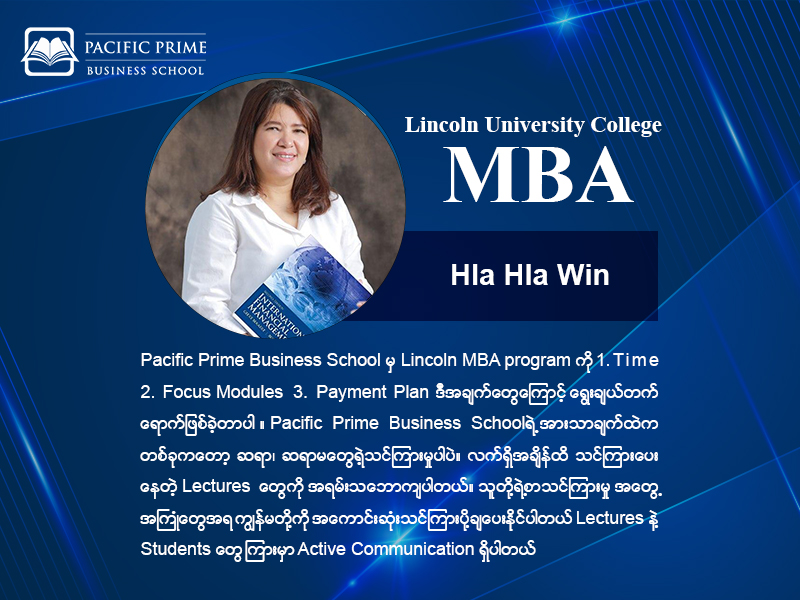 PACIFIC PRIME
BUSINESS SCHOOL
Lincoln University College
MBA
Hla Hla Win
INTERNATIONAL
FINANCIAL
MANAGEMENT
Pacific Prime Business School မှ Lincoln MBA program ကို 1. Time
2. Focus Modules 3. Payment Plan ဒီအချက်တွေကြောင့် ရွေးချယ်တက်
ရောက်ဖြစ်ခဲ့တာပါ ။ Pacific Prime Business Schoolရဲ့ အားသာချက်ထဲက
တစ်ခုကတော့ ဆရာ၊ ဆရာမတွေရဲ့သင်ကြားမှုပါပဲ။ လက်ရှိအချိန်ထိ သင်ကြားပေး
နေတဲ့ Lectures တွေကို အရမ်းသဘောကျပါတယ်။ သူတို့ရဲ့စာသင်ကြားမှု အတွေ့
အကြုံတွေအရ ကျွန်မတို့ကို အကောင်းဆုံးသင်ကြားပို့ချပေးနိုင်ပါတယ် Lectures နဲ့
Students တွေကြားမှာ Active Communication ရှိပါတယ်